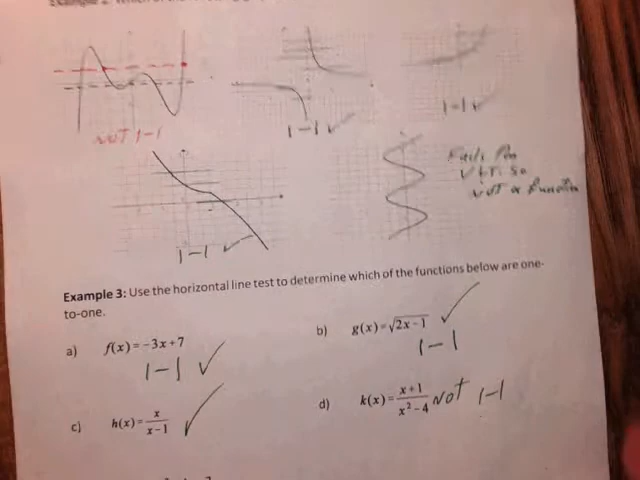 NOT 1-1
1-1 ✓
1-1 ✓
Fails
VLT. So
NOT a function
1-1 ✓
Example 3: Use the horizontal line test to determine which of the functions below are one-
to-one.
a) f(x)=-3x+7
1-1 ✓
b) g(x)=√(2x-1) ✓
1-1
c) h(x)=x/(x-1) ✓
d) k(x)=(x+1)/(x²-4) NOT 1-1